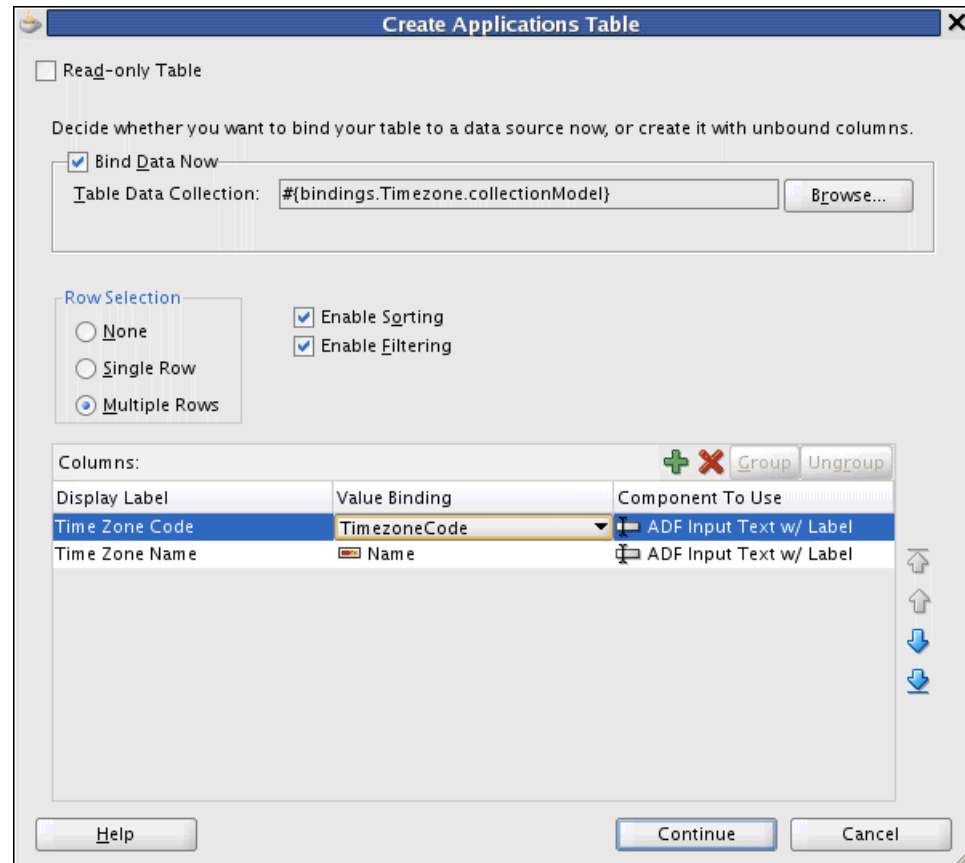 Create Applications Table
Read-only Table
Decide whether you want to bind your table to a data source now, or create it with unbound columns.
Bind Data Now
Table Data Collection: #{bindings.Timezone.collectionModel} Browse...
Row Selection
None
Single Row
Multiple Rows
Enable Sorting
Enable Filtering
Columns: Group Ungroup
Display Label Value Binding Component To Use
Time Zone Code TimezoneCode ADF Input Text w/ Label
Time Zone Name Name ADF Input Text w/ Label
Help Continue Cancel